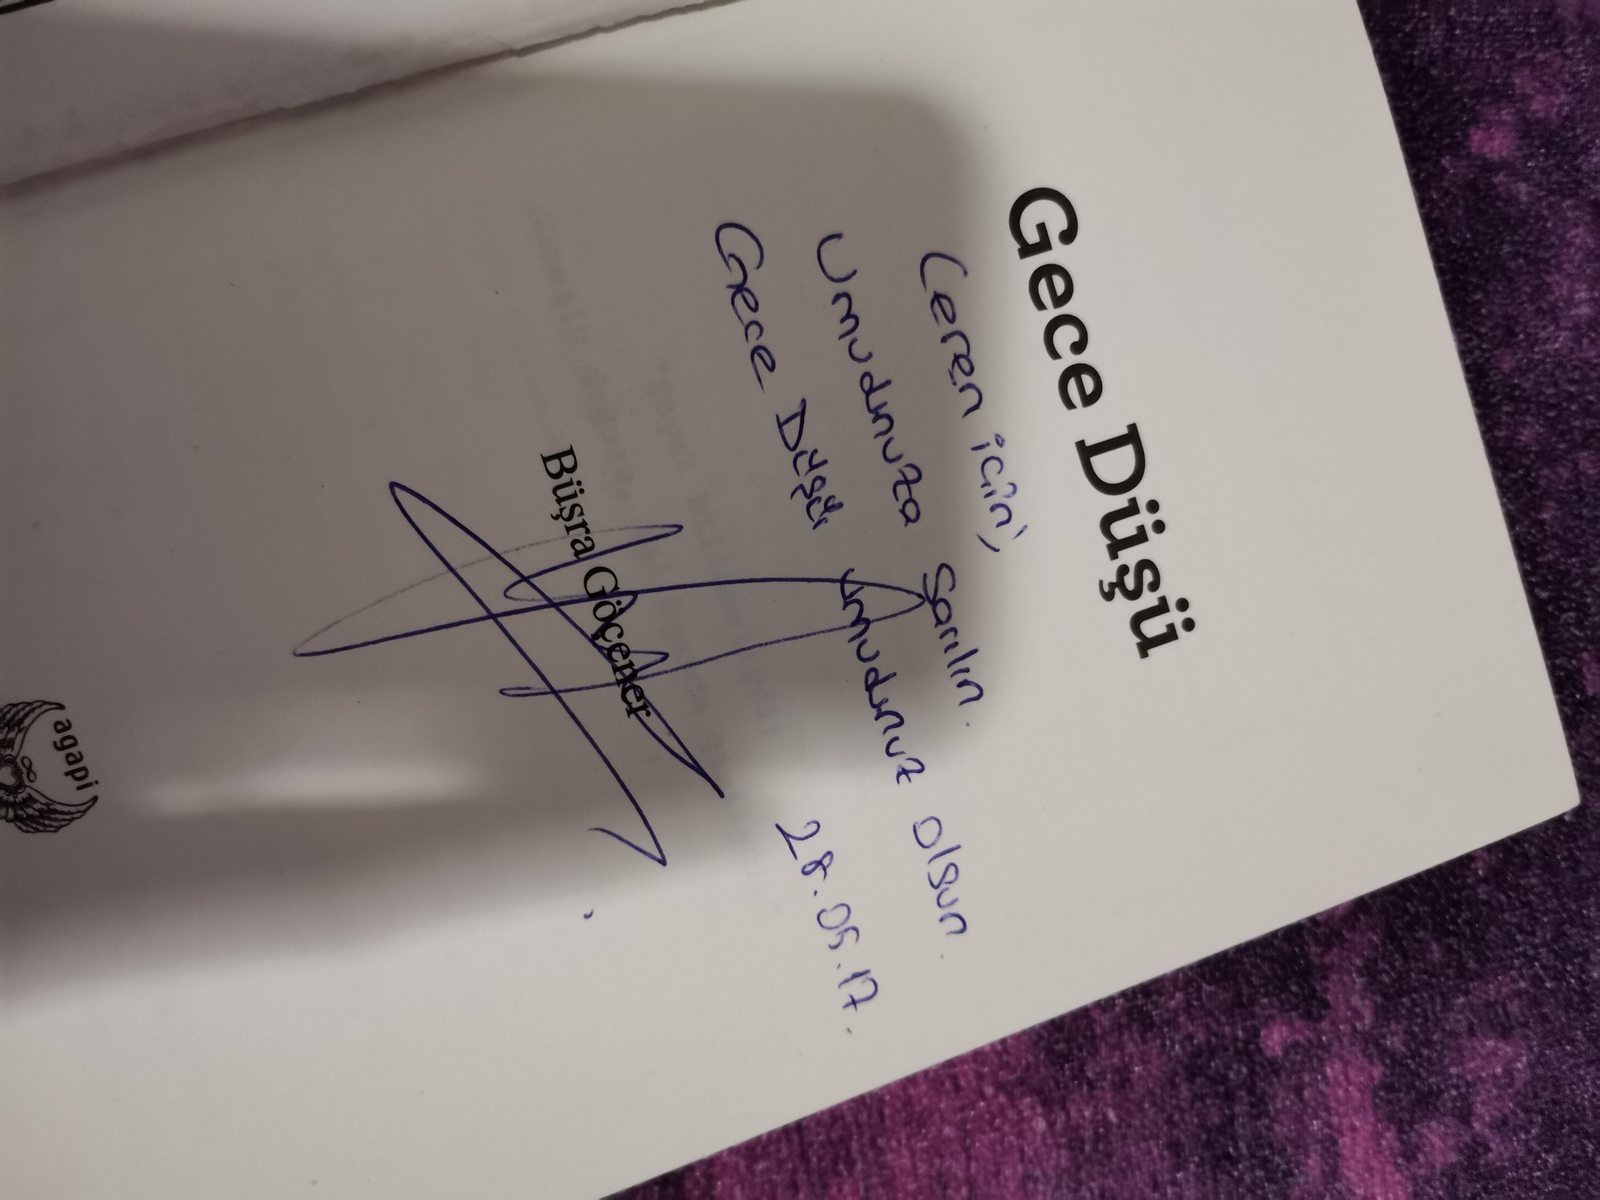 Gece Düşü
Ceren için,
Umudunuza Sarılın.
Gece Düşü umudunuz olsun.
28.05.17.
Büşra Göçener
agapi